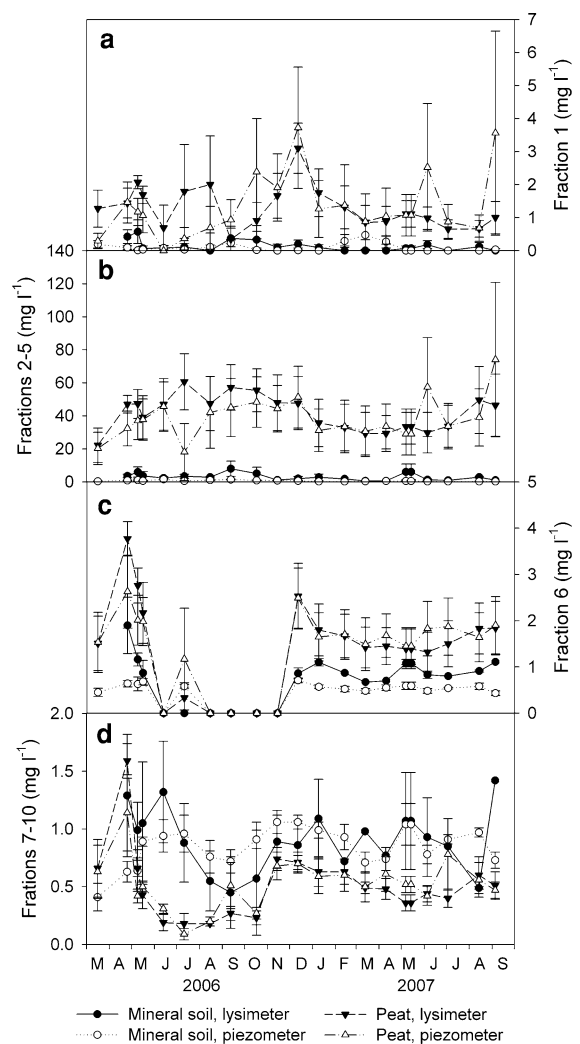 a
7
6
5
4
3
2
1
0
Fraction 1 (mg l-1)
b
140
120
100
80
60
40
20
0
Fractions 2-5 (mg l-1)
c
5
4
3
2
1
0
Fraction 6 (mg l-1)
d
2.0
1.5
1.0
0.5
0.0
Frations 7-10 (mg l-1)
M A M J J A S O N D J F M A M J J A S
2006 2007
Mineral soil, lysimeter Peat, lysimeter
Mineral soil, piezometer Peat, piezometer